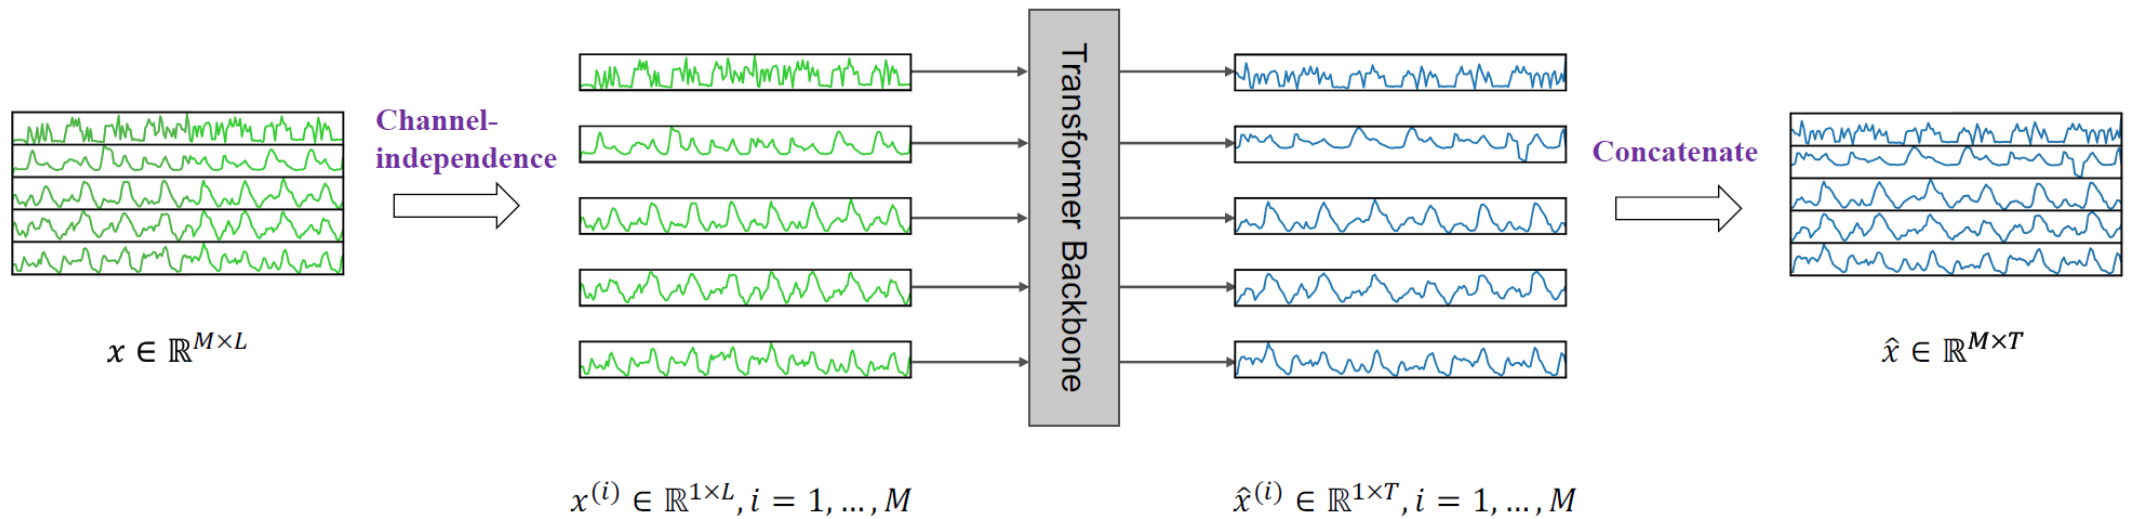 Channel-
independence
Transformer Backbone
Concatenate
x ∈ ℝ^{M×L}
x̂ ∈ ℝ^{M×T}
x^{(i)} ∈ ℝ^{1×L}, i = 1, ..., M
x̂^{(i)} ∈ ℝ^{1×T}, i = 1, ..., M